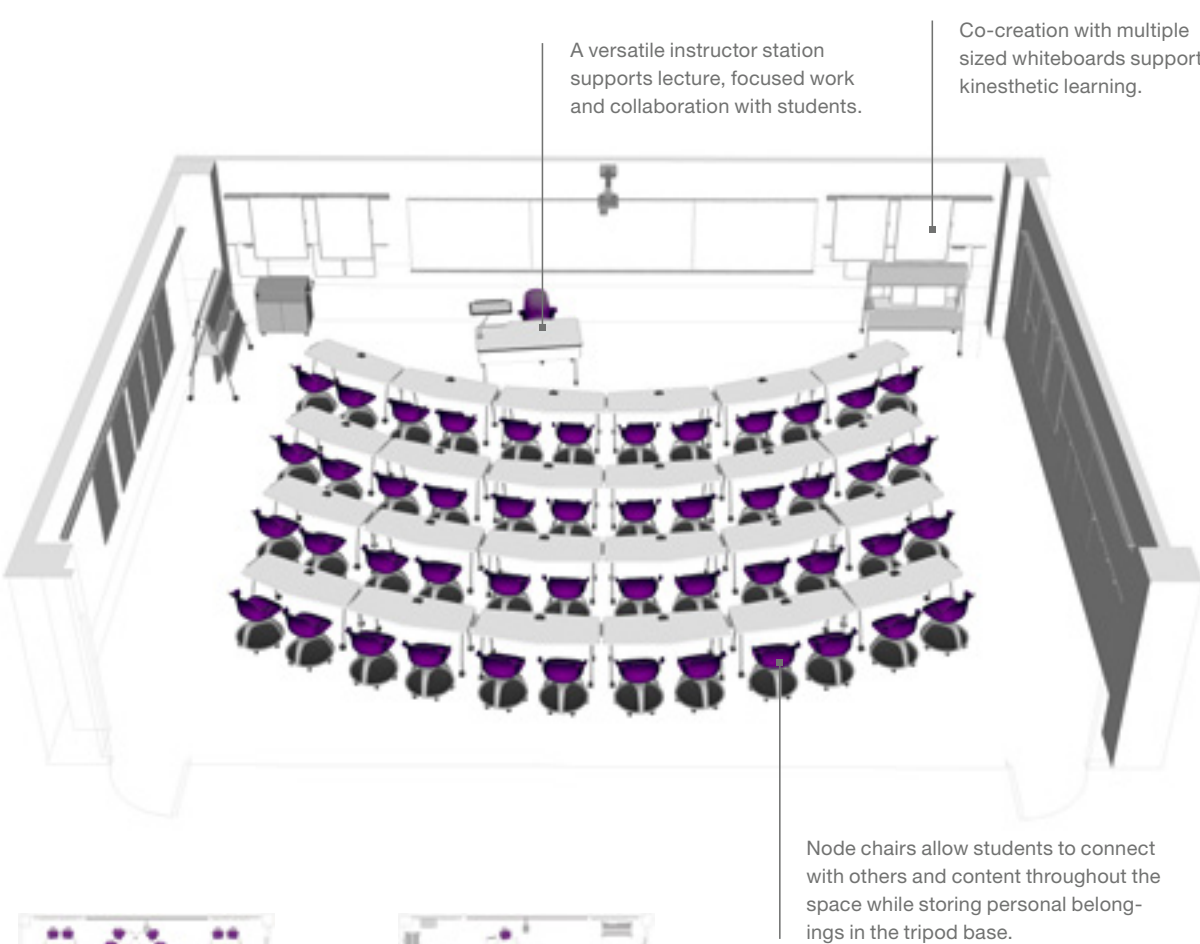 A versatile instructor station
supports lecture, focused work
and collaboration with students.
Co-creation with multiple
sized whiteboards support
kinesthetic learning.
Node chairs allow students to connect
with others and content throughout the
space while storing personal belong-
ings in the tripod base.